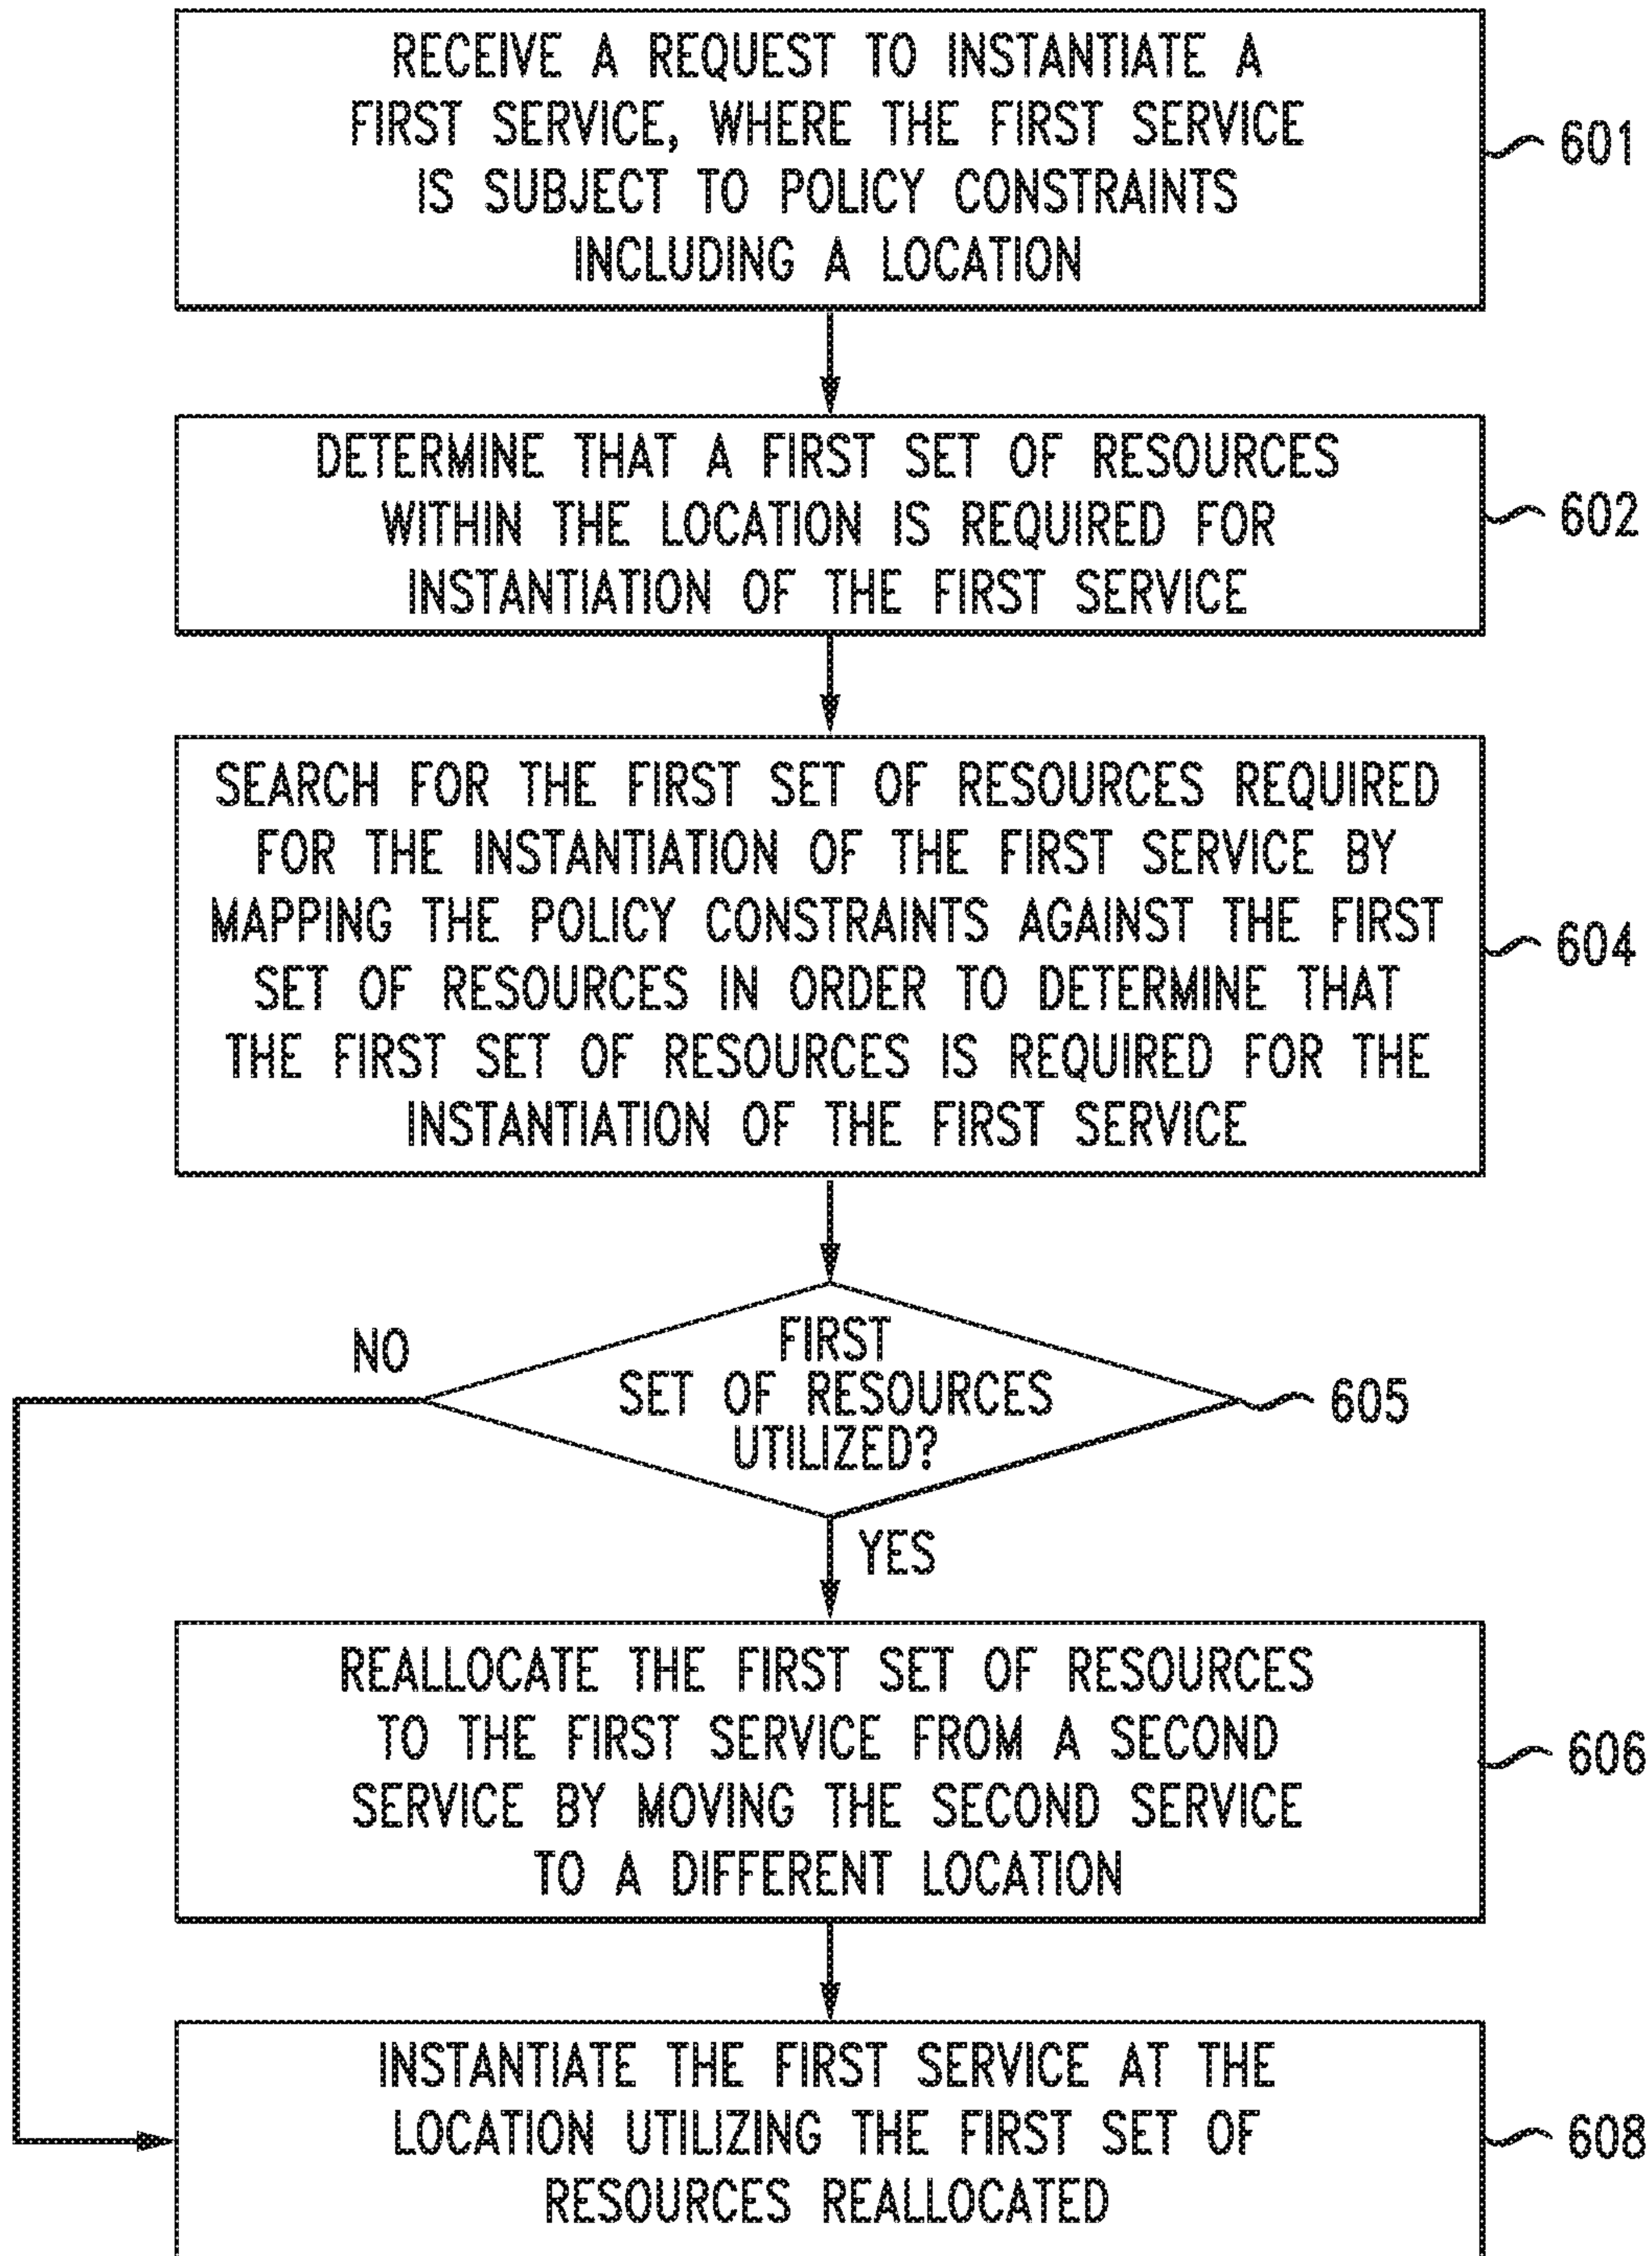 RECEIVE A REQUEST TO INSTANTIATE A
FIRST SERVICE, WHERE THE FIRST SERVICE
IS SUBJECT TO POLICY CONSTRAINTS
INCLUDING A LOCATION
601
DETERMINE THAT A FIRST SET OF RESOURCES
WITHIN THE LOCATION IS REQUIRED FOR
INSTANTIATION OF THE FIRST SERVICE
602
SEARCH FOR THE FIRST SET OF RESOURCES REQUIRED
FOR THE INSTANTIATION OF THE FIRST SERVICE BY
MAPPING THE POLICY CONSTRAINTS AGAINST THE FIRST
SET OF RESOURCES IN ORDER TO DETERMINE THAT
THE FIRST SET OF RESOURCES IS REQUIRED FOR THE
INSTANTIATION OF THE FIRST SERVICE
604
NO
FIRST
SET OF RESOURCES
UTILIZED?
605
YES
REALLOCATE THE FIRST SET OF RESOURCES
TO THE FIRST SERVICE FROM A SECOND
SERVICE BY MOVING THE SECOND SERVICE
TO A DIFFERENT LOCATION
606
INSTANTIATE THE FIRST SERVICE AT THE
LOCATION UTILIZING THE FIRST SET OF
RESOURCES REALLOCATED
608